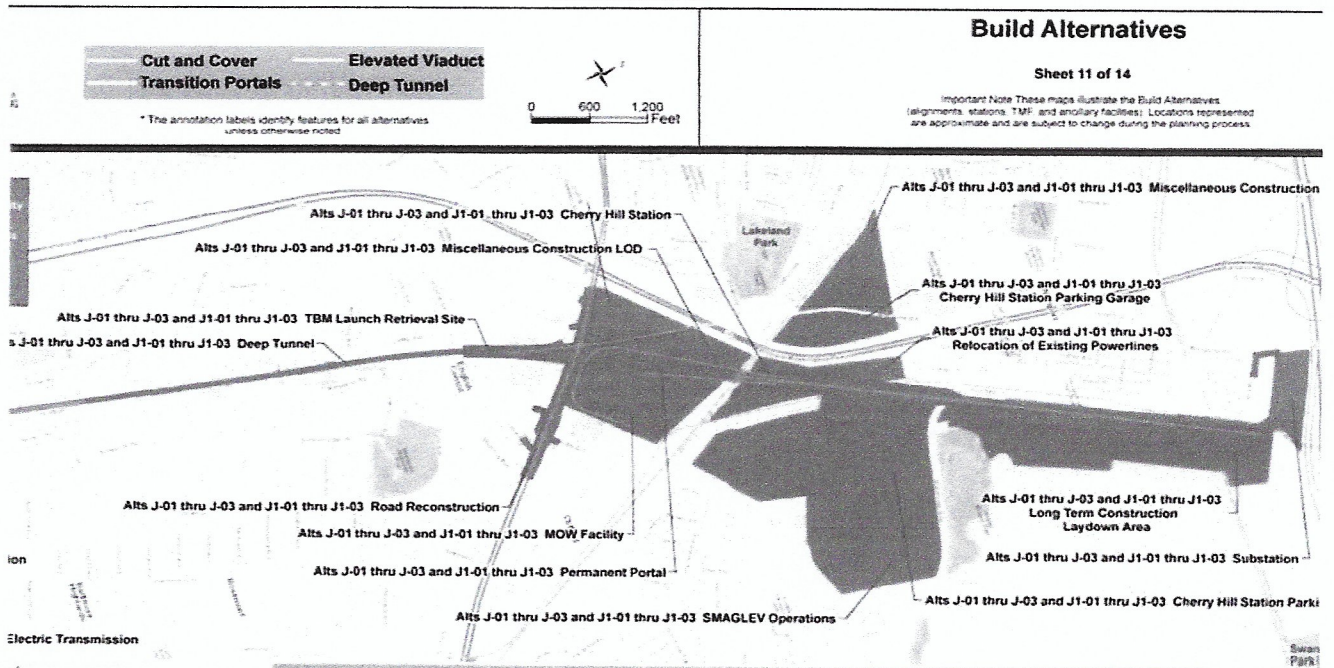 Build Alternatives
Cut and Cover
Elevated Viaduct
Transition Portals
Deep Tunnel
* The annotation labels identify features for all alternatives
unless otherwise noted
0 600 1,200
Feet
Sheet 11 of 14
Important Note These maps illustrate the Build Alternatives
(alignments, stations, TMF and ancillary facilities) Locations represented
are approximate and are subject to change during the planning process
Alts J-01 thru J-03 and J1-01 thru J1-03 Miscellaneous Construction
Alts J-01 thru J-03 and J1-01 thru J1-03 Cherry Hill Station
Lakeland
Park
Alts J-01 thru J-03 and J1-01 thru J1-03 Miscellaneous Construction LOD
Alts J-01 thru J-03 and J1-01 thru J1-03
Cherry Hill Station Parking Garage
Alts J-01 thru J-03 and J1-01 thru J1-03 TBM Launch Retrieval Site
Alts J-01 thru J-03 and J1-01 thru J1-03
Relocation of Existing Powerlines
s J-01 thru J-03 and J1-01 thru J1-03 Deep Tunnel
Alts J-01 thru J-03 and J1-01 thru J1-03 Road Reconstruction
Alts J-01 thru J-03 and J1-01 thru J1-03
Long Term Construction
Laydown Area
Alts J-01 thru J-03 and J1-01 thru J1-03 MOW Facility
ion
Alts J-01 thru J-03 and J1-01 thru J1-03 Substation
Alts J-01 thru J-03 and J1-01 thru J1-03 Permanent Portal
Alts J-01 thru J-03 and J1-01 thru J1-03 Cherry Hill Station Parki
Alts J-01 thru J-03 and J1-01 thru J1-03 SMAGLEV Operations
Electric Transmission
Swan
Park